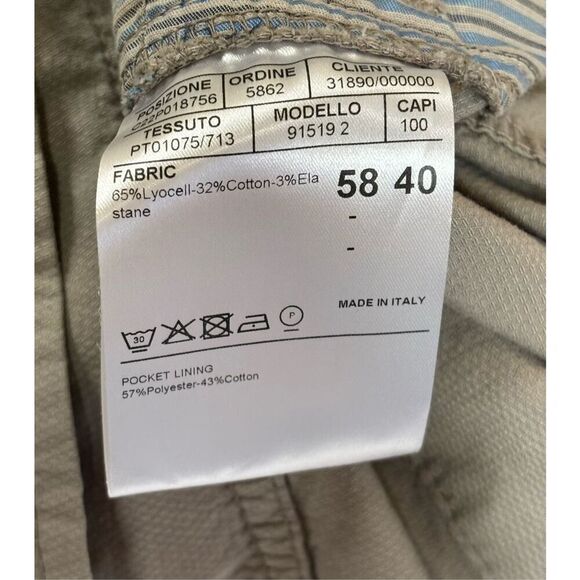 POSIZIONE ORDINE CLIENTE
C22P018756 5862 31890/000000
TESSUTO MODELLO CAPI
PT01075/713 91519 2 100
FABRIC
65%Lyocell-32%Cotton-3%Ela
stane
58 40
-
-
30 P
MADE IN ITALY
POCKET LINING
57%Polyester-43%Cotton